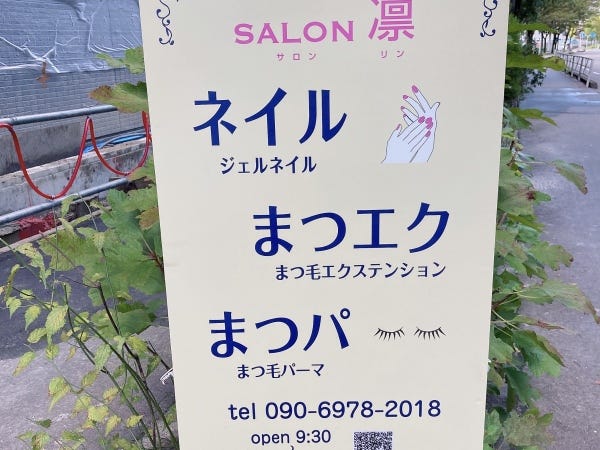 SALON 凛
サロン リン
ネイル
ジェルネイル
まつエク
まつ毛エクステンション
まつパ
まつ毛パーマ
tel 090-6978-2018
open 9:30